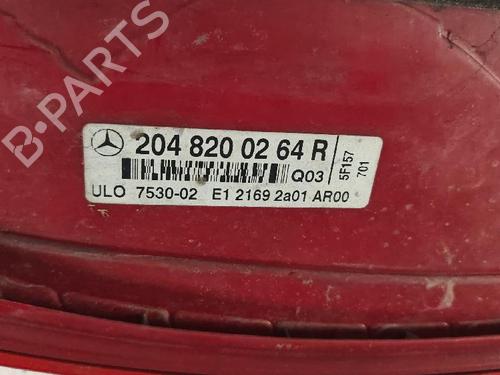 204 820 02 64 R
Q03
ULO 7530-02 E1 2169 2a01 AR00
5F157
701
B-PARTS